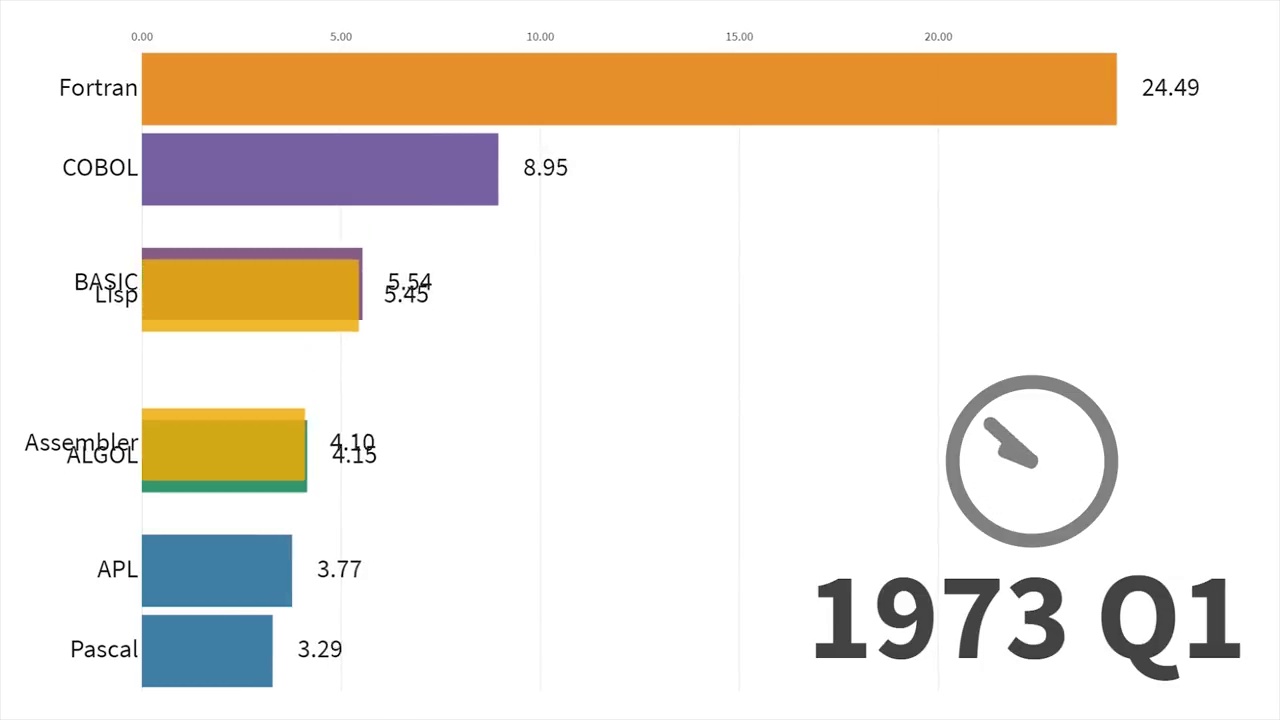 0.00 5.00 10.00 15.00 20.00
Fortran 24.49
COBOL 8.95
BASIC 5.54
Lisp 5.45
Assembler 4.10
ALGOL 4.15
APL 3.77
Pascal 3.29
1973 Q1